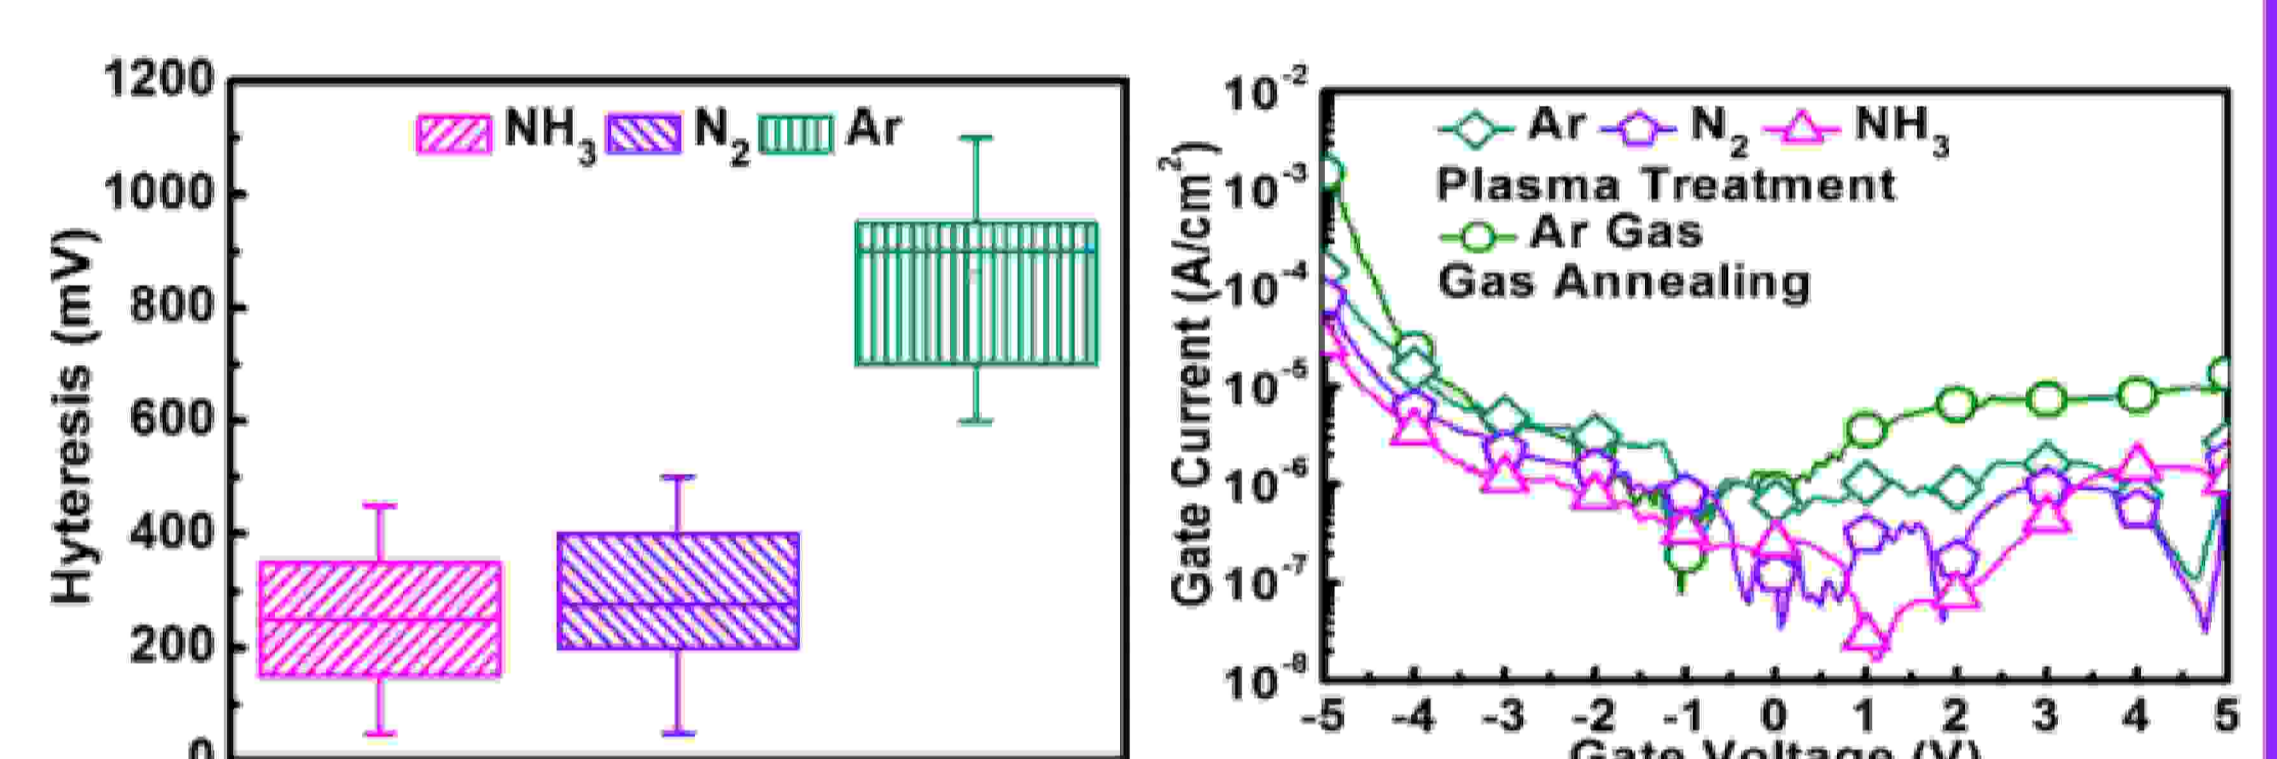 1200
1000
800
600
400
200
0
Hyteresis (mV)
NH3 N2 Ar
10-2
10-3
10-4
10-5
10-6
10-7
10-8
Gate Current (A/cm2)
Ar N2 NH3
Plasma Treatment
Ar Gas
Gas Annealing
-5 -4 -3 -2 -1 0 1 2 3 4 5
Gate Voltage (V)